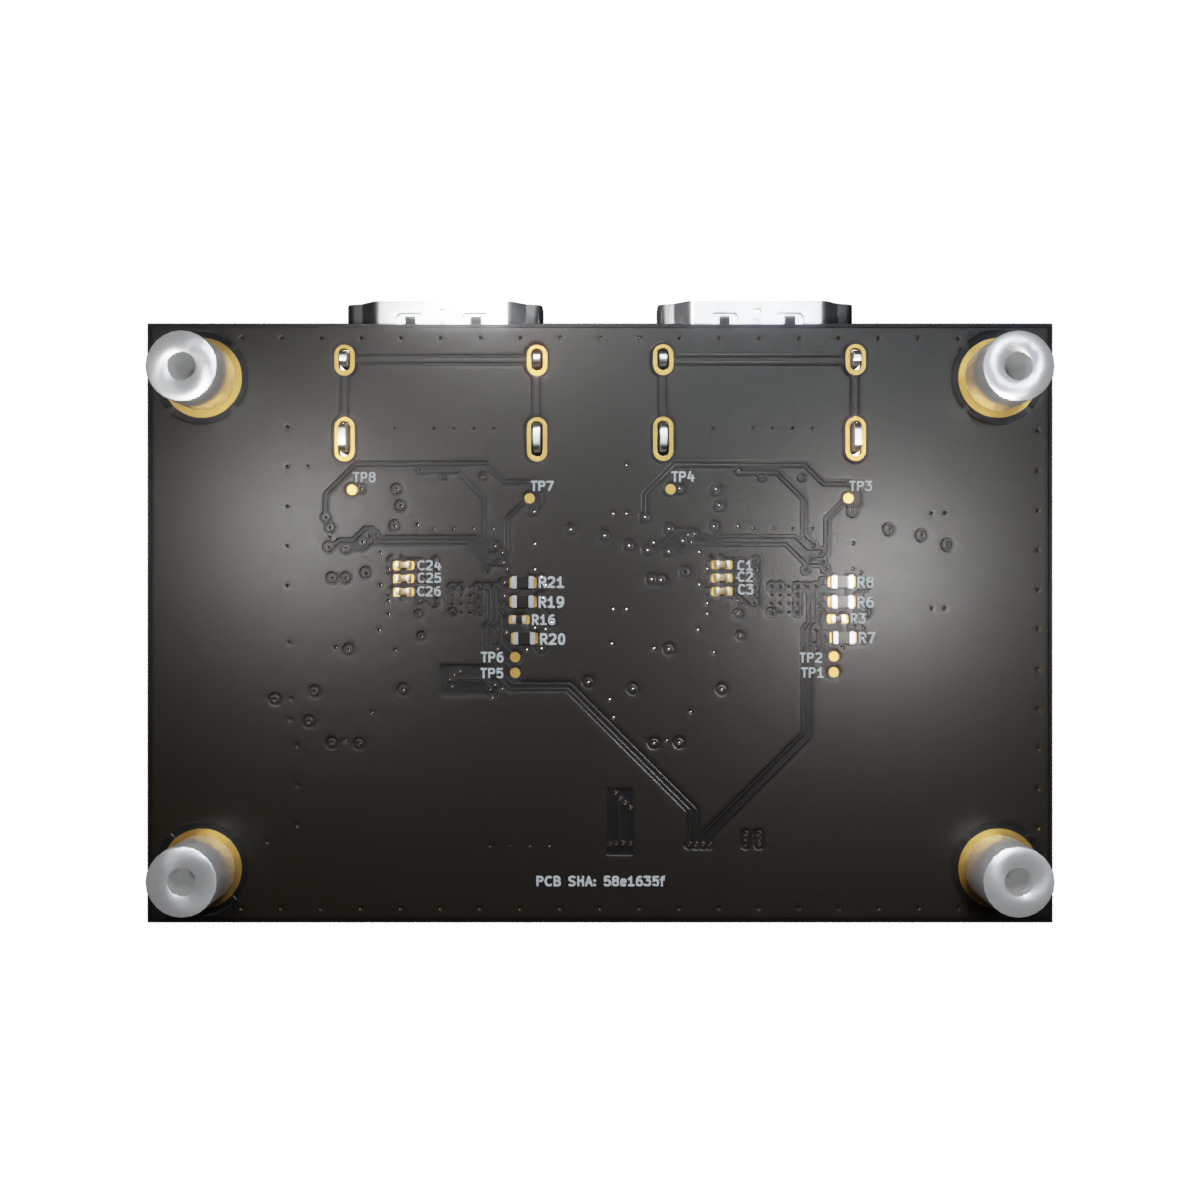 TP8
TP7
TP4
TP3
C24
C25
C26
C1
C2
C3
R21
R19
R16
R20
R8
R6
R3
R7
TP6
TP5
TP2
TP1
PCB SHA: 58e1635f